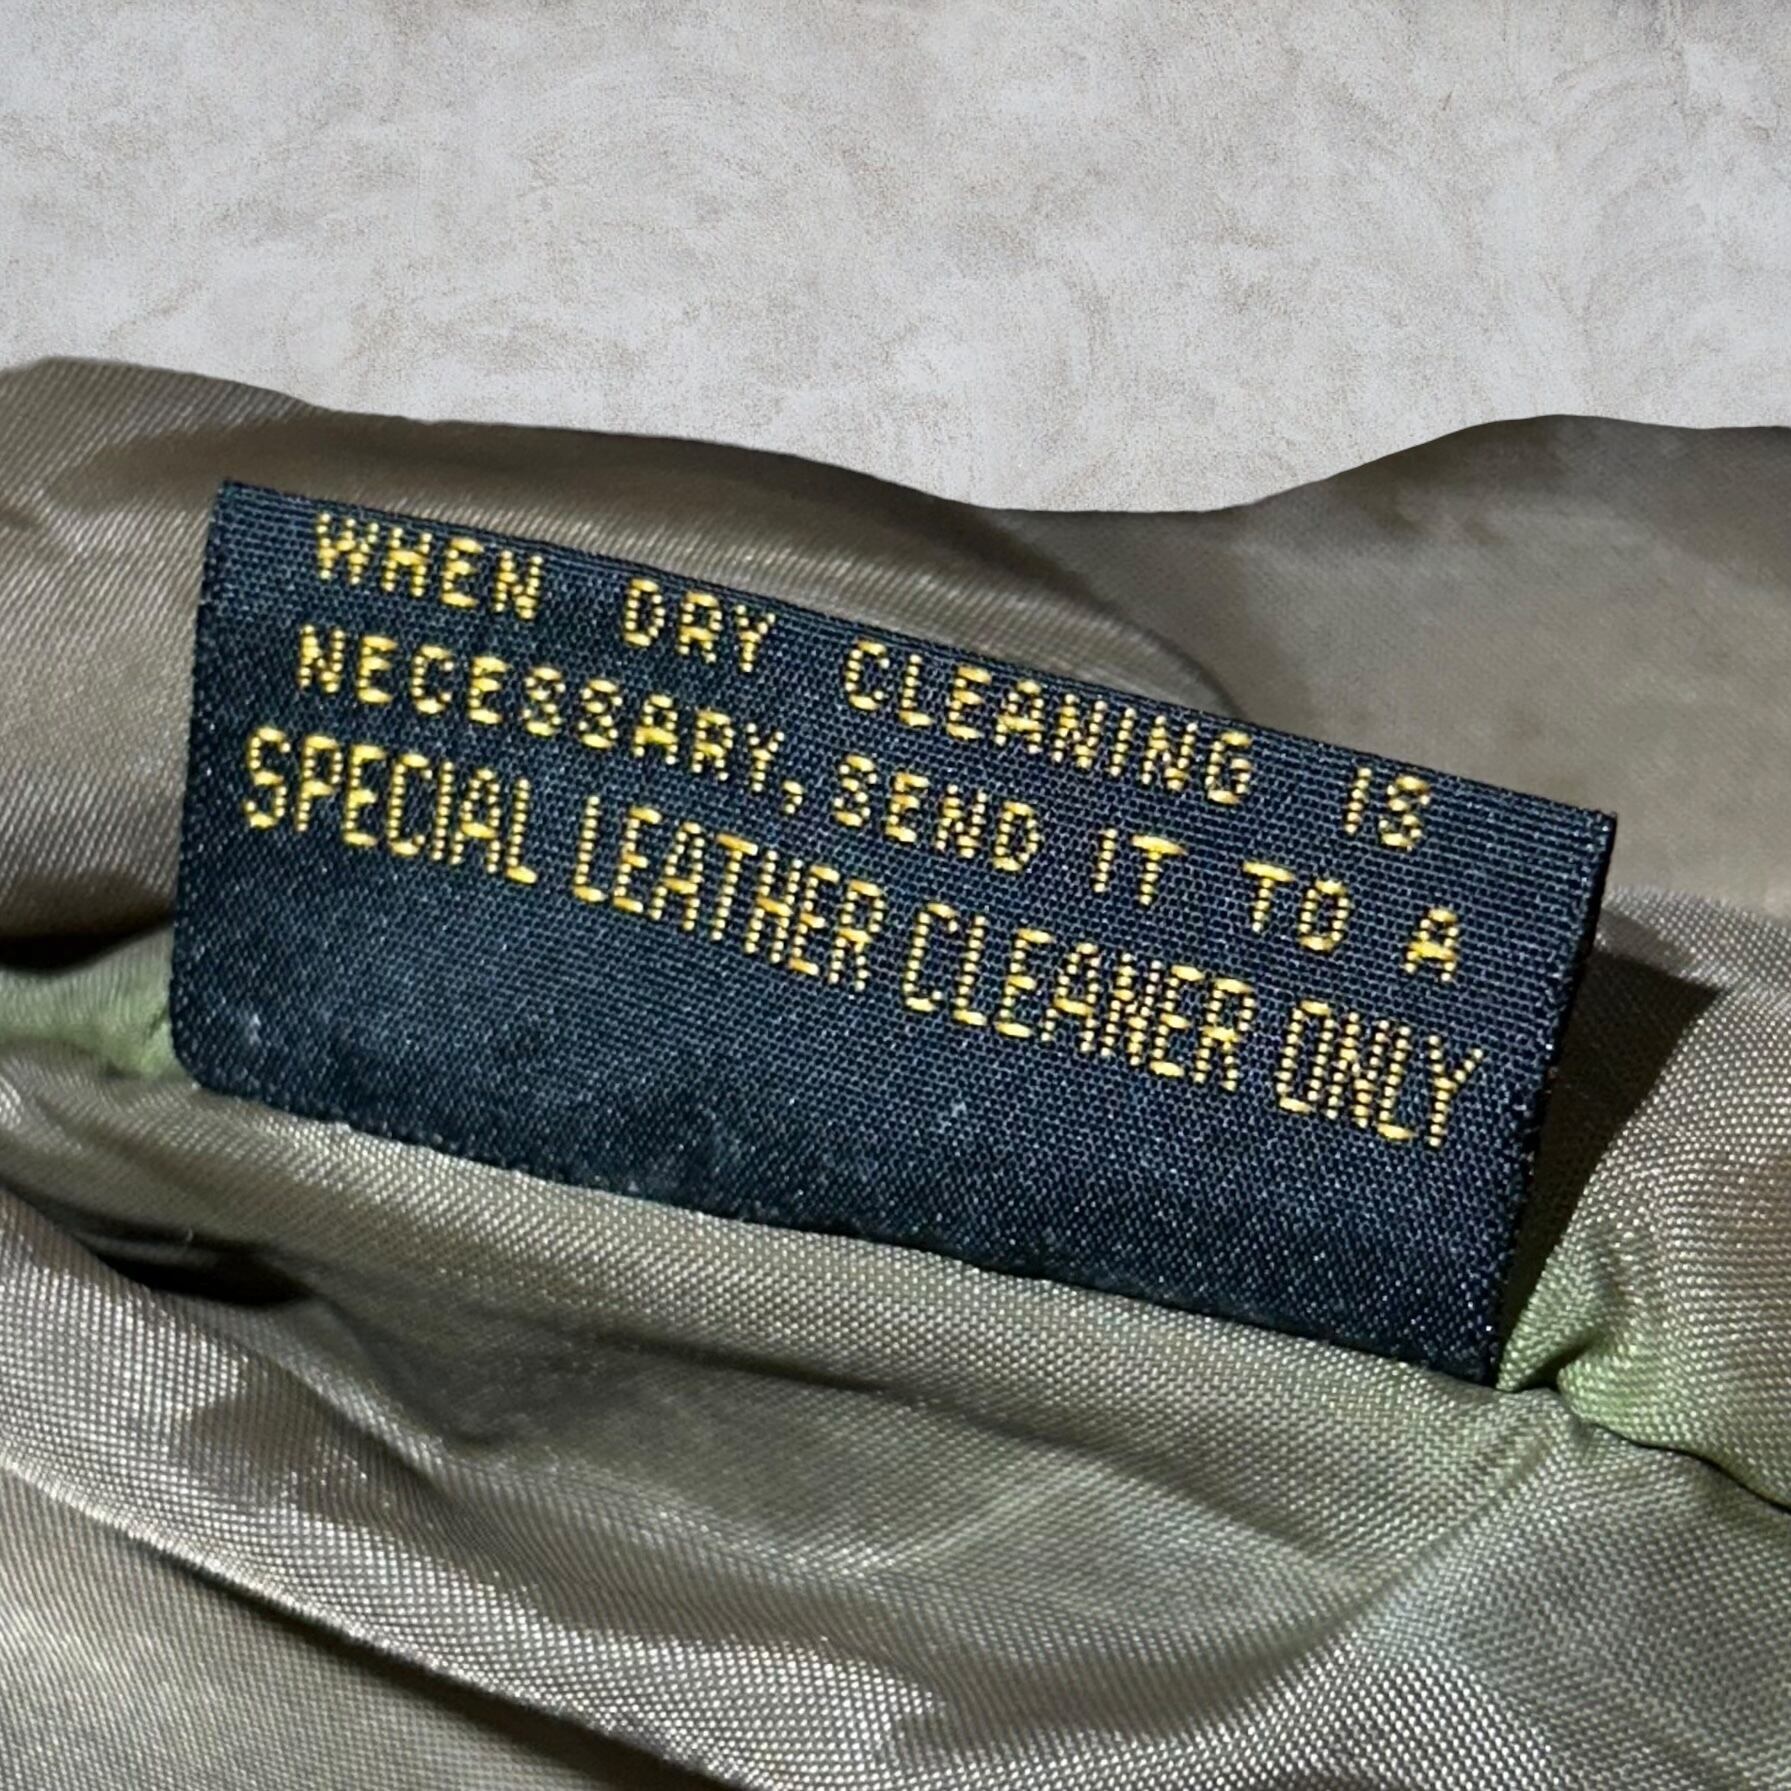 WHEN DRY CLEANING IS
NECESSARY, SEND IT TO A
SPECIAL LEATHER CLEANER ONLY